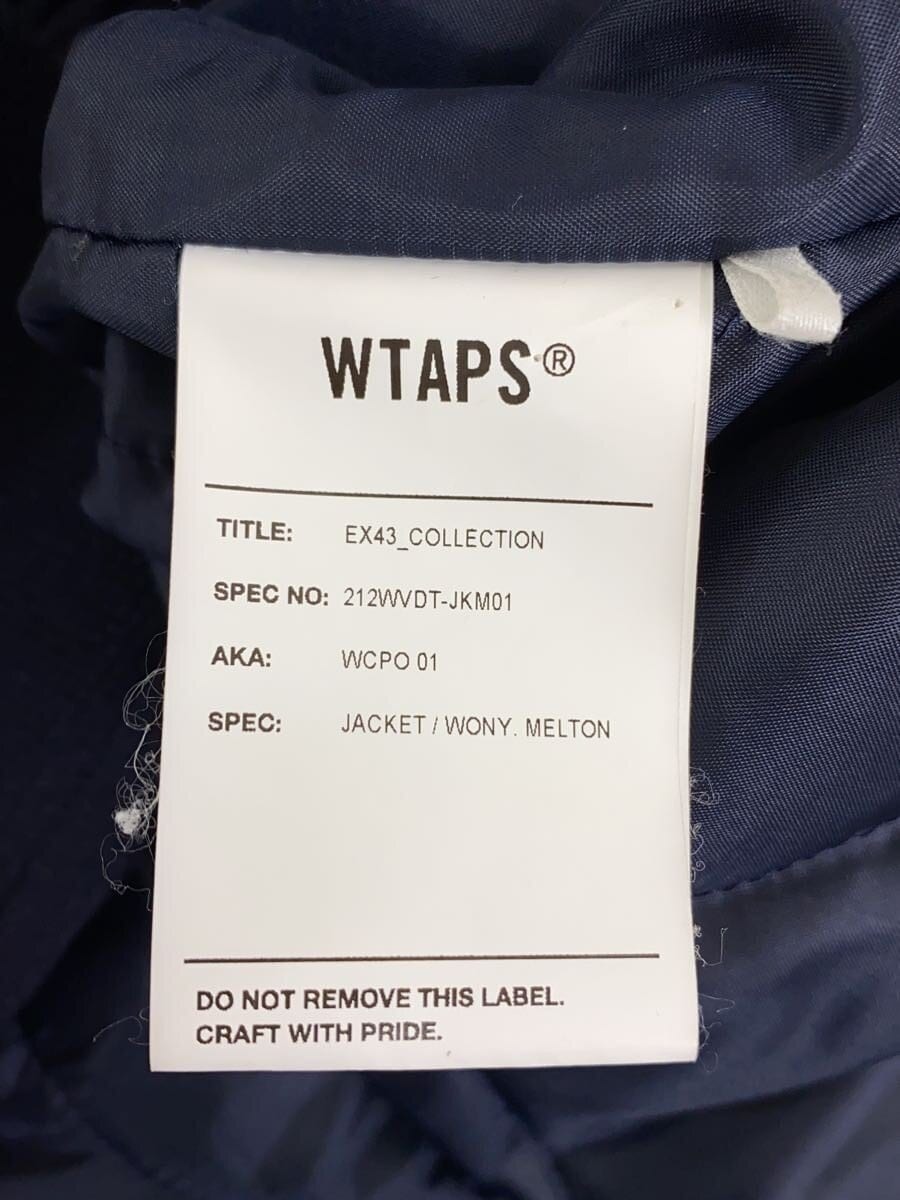 WTAPS®
TITLE: EX43_COLLECTION
SPEC NO: 212WVDT-JKM01
AKA: WCPO 01
SPEC: JACKET / WONY. MELTON
DO NOT REMOVE THIS LABEL.
CRAFT WITH PRIDE.